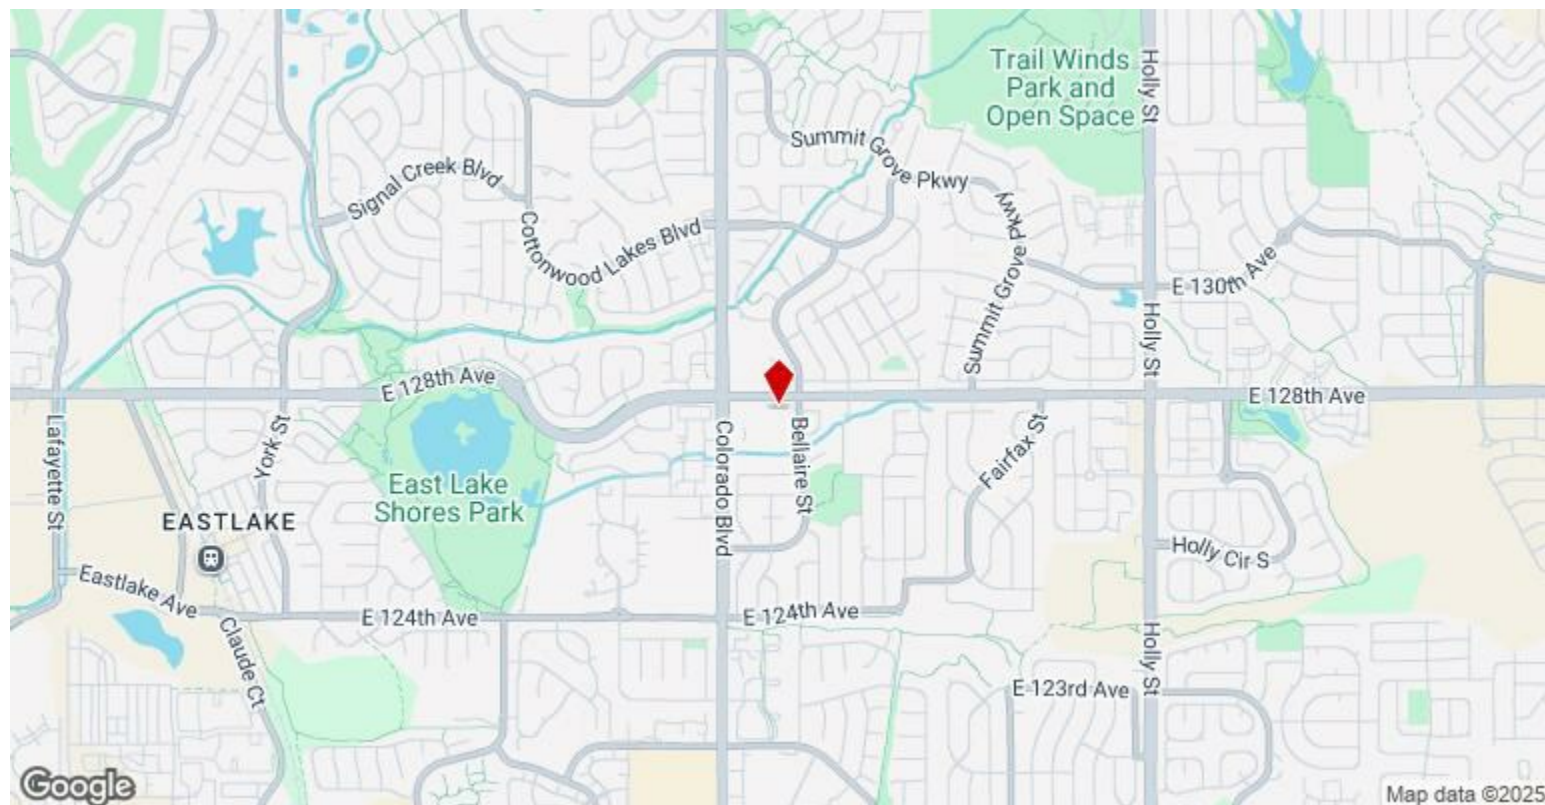 Trail Winds
Park and
Open Space
Holly St
Summit Grove Pkwy
Signal Creek Blvd
Summit Grove Pkwy
Cottonwood Lakes Blvd
E 130th Ave
Holly St
E 128th Ave
E 128th Ave
Lafayette St
York St
Colorado Blvd
Bellaire St
Fairfax St
East Lake
Shores Park
EASTLAKE
Holly Cir S
Eastlake Ave
E 124th Ave
E 124th Ave
Claude Ct
Holly St
E 123rd Ave
Google
Map data ©2025